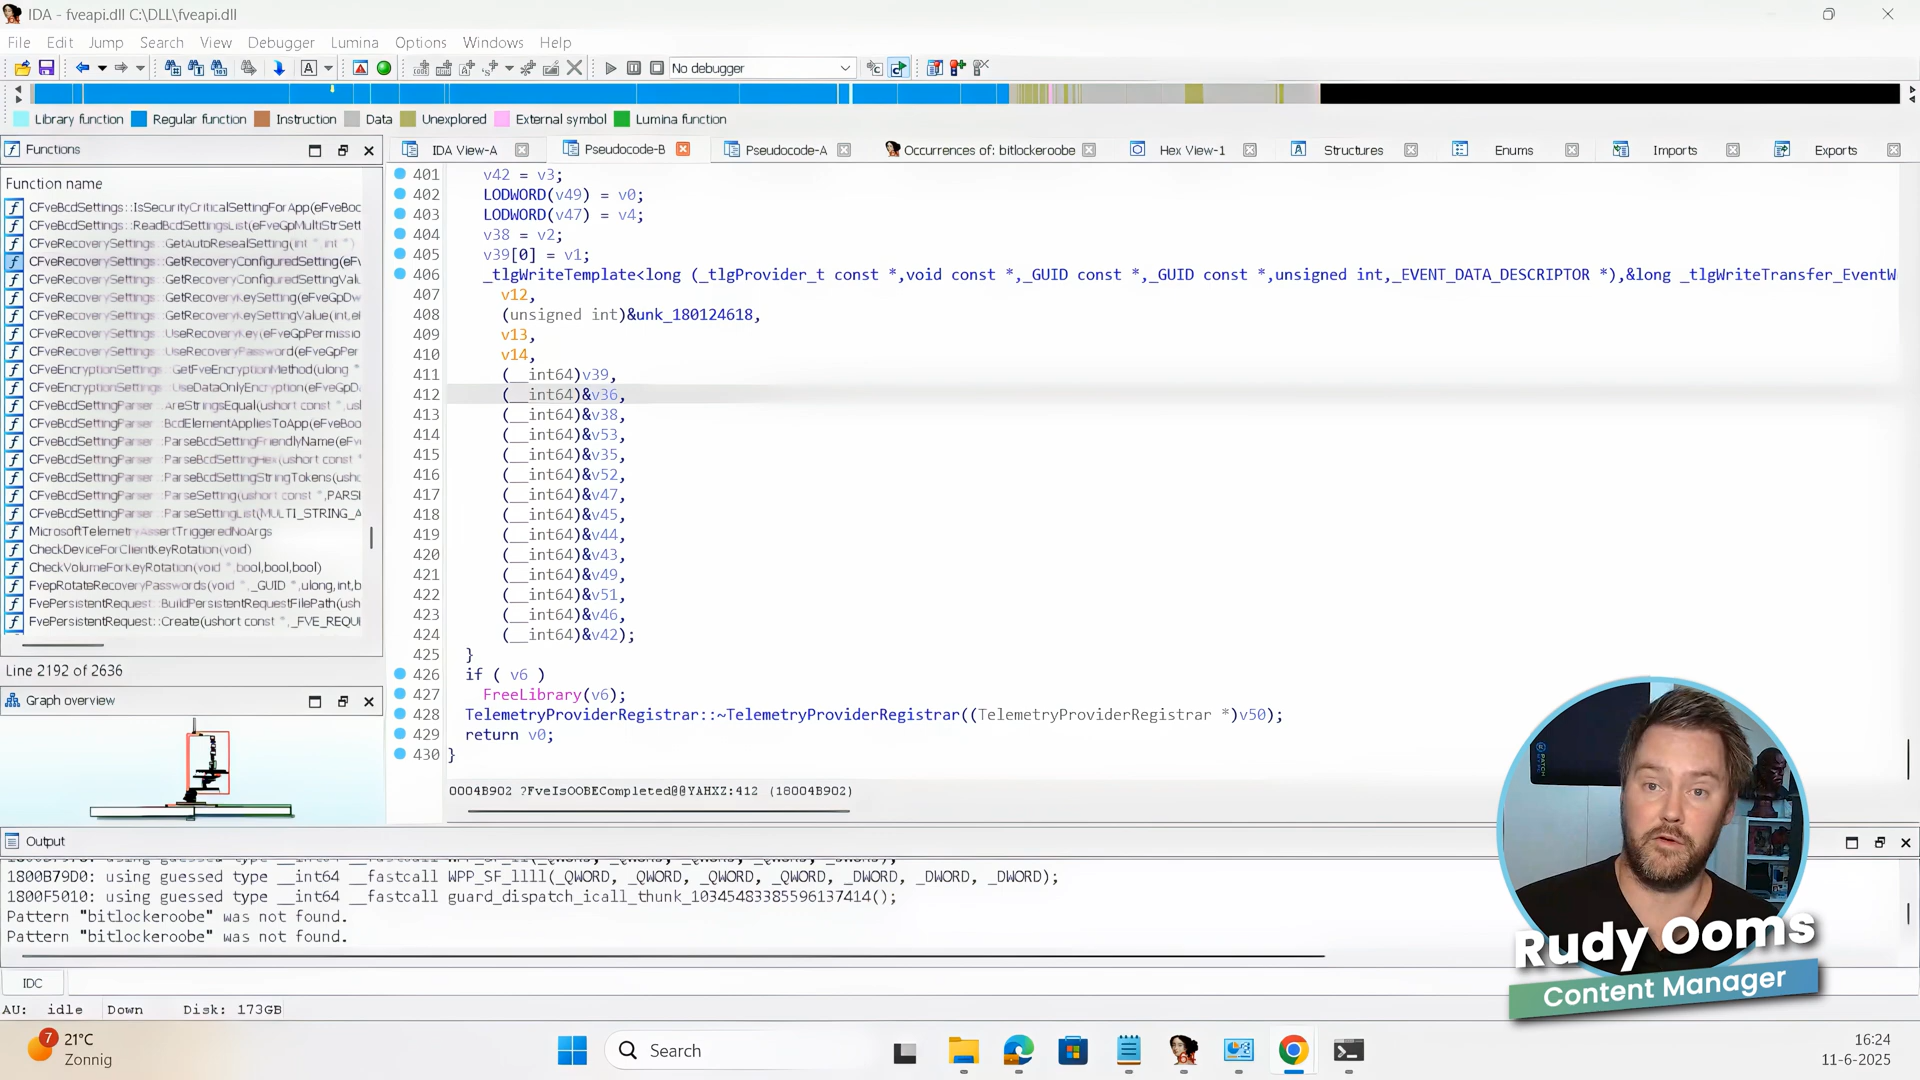 IDA - fveapi.dll C:\DLL\fveapi.dll
File Edit Jump Search View Debugger Lumina Options Windows Help
No debugger
Library function Regular function Instruction Data Unexplored External symbol Lumina function
Functions
IDA View-A Pseudocode-B Pseudocode-A Occurrences of: bitlockeroobe Hex View-1 Structures Enums Imports Exports
Function name
CFveBcdSettings::IsSecurityCriticalSettingForApp(eFveBoc
CFveBcdSettings::ReadBcdSettingsList(eFveGpMultiStrSett
CFveRecoverySettings::GetAutoResealSetting(int *,int *)
CFveRecoverySettings::GetRecoveryConfiguredSetting(eFv
CFveRecoverySettings::GetRecoveryConfiguredSettingValue
CFveRecoverySettings::GetRecoveryKeySetting(eFveGpDw
CFveRecoverySettings::GetRecoveryKeySettingValue(int,ei
CFveRecoverySettings::UseRecoveryKey(eFveGpPermissio
CFveRecoverySettings::UseRecoveryPassword(eFveGpPer
CFveEncryptionSettings::GetFveEncryptionMethod(ulong *
CFveEncryptionSettings::UseDataOnlyEncryption(eFveGpD
CFveBcdSettingParser::AreStringsEqual(ushort const *,us
CFveBcdSettingParser::BcdElementAppliesToApp(eFveBoc
CFveBcdSettingParser::ParseBcdSettingFriendlyName(eFv
CFveBcdSettingParser::ParseBcdSettingHex(ushort const *
CFveBcdSettingParser::ParseBcdSettingStringTokens(usho
CFveBcdSettingParser::ParseSetting(ushort const *,PARSI
CFveBcdSettingParser::ParseSettingList(MULTI_STRING_A
MicrosoftTelemetryAssertTriggeredNoArgs
CheckDeviceForClientKeyRotation(void)
CheckVolumeForKeyRotation(void *,bool,bool,bool)
FvepRotateRecoveryPasswords(void *,_GUID *,ulong,int,b
FvePersistentRequest::BuildPersistentRequestFilePath(ush
FvePersistentRequest::Create(ushort const *,_FVE_REQUI
Line 2192 of 2636
Graph overview
401 v42 = v3;
402 LODWORD(v49) = v0;
403 LODWORD(v47) = v4;
404 v38 = v2;
405 v39[0] = v1;
406 _tlgWriteTemplate<long (_tlgProvider_t const *,void const *,_GUID const *,_GUID const *,unsigned int,_EVENT_DATA_DESCRIPTOR *),&long _tlgWriteTransfer_EventW
407 v12,
408 (unsigned int)&unk_180124618,
409 v13,
410 v14,
411 (__int64)v39,
412 (__int64)&v36,
413 (__int64)&v38,
414 (__int64)&v53,
415 (__int64)&v35,
416 (__int64)&v52,
417 (__int64)&v47,
418 (__int64)&v45,
419 (__int64)&v44,
420 (__int64)&v43,
421 (__int64)&v49,
422 (__int64)&v51,
423 (__int64)&v46,
424 (__int64)&v42);
425 }
426 if ( v6 )
427 FreeLibrary(v6);
428 TelemetryProviderRegistrar::~TelemetryProviderRegistrar((TelemetryProviderRegistrar *)v50);
429 return v0;
430 }
0004B902 ?FveIsOOBECompleted@@YAHXZ:412 (18004B902)
Output
1800B79D0: using guessed type __int64 __fastcall WPP_SF_llll(_QWORD, _QWORD, _QWORD, _QWORD, _DWORD, _DWORD, _DWORD);
1800F5010: using guessed type __int64 __fastcall guard_dispatch_icall_thunk_10345483385596137414();
Pattern "bitlockeroobe" was not found.
Pattern "bitlockeroobe" was not found.
IDC
AU: idle Down Disk: 173GB
Rudy Ooms
Content Manager
7
21°C
Zonnig
Search
16:24
11-6-2025